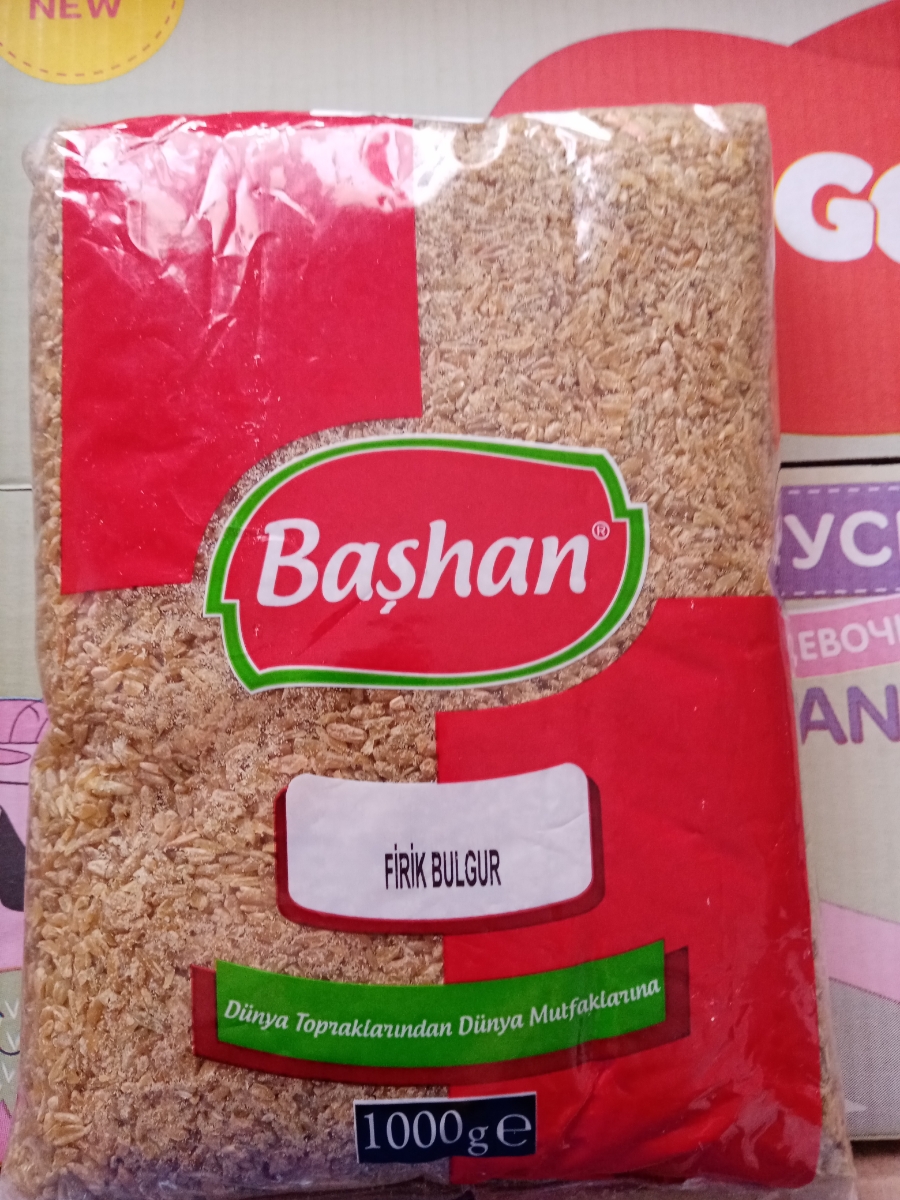 NEW
Başhan®
FİRİK BULGUR
Dünya Topraklarından Dünya Mutfaklarına
1000g e